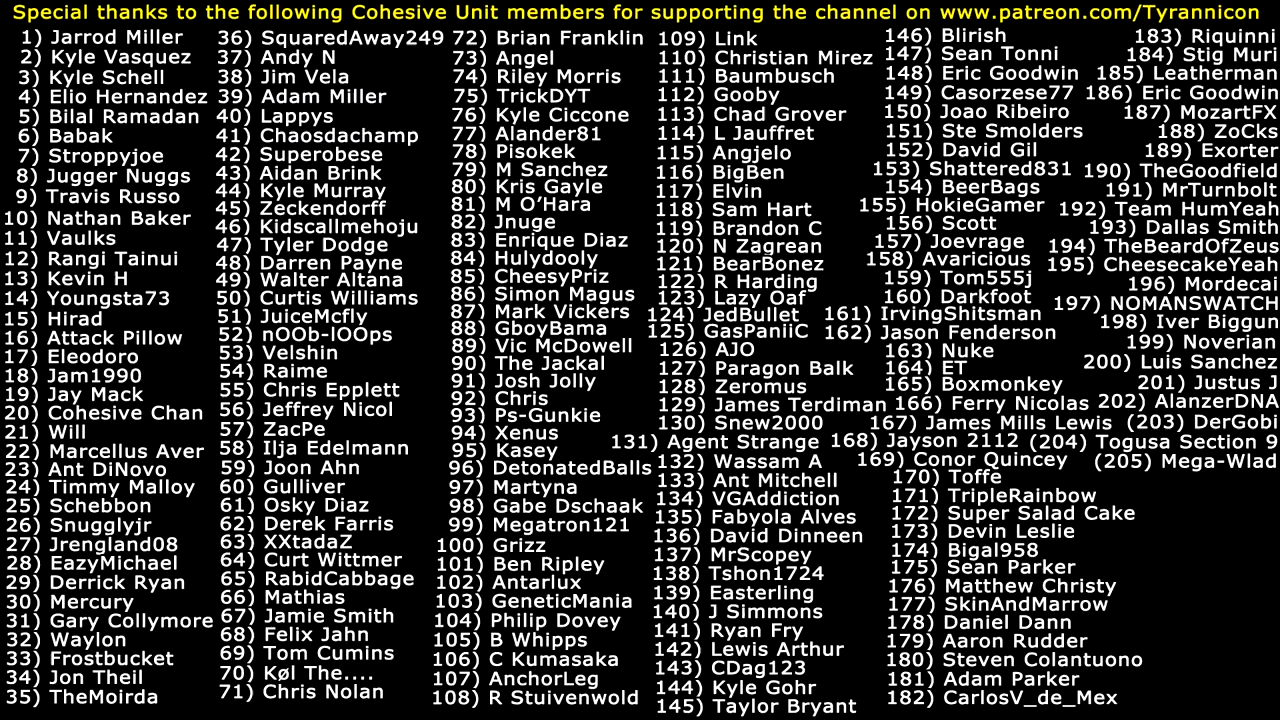 Special thanks to the following Cohesive Unit members for supporting the channel on www.patreon.com/Tyrannicon
1) Jarrod Miller
2) Kyle Vasquez
3) Kyle Schell
4) Elio Hernandez
5) Bilal Ramadan
6) Babak
7) Stroppyjoe
8) Jugger Nuggs
9) Travis Russo
10) Nathan Baker
11) Vaulks
12) Rangi Tainui
13) Kevin H
14) Youngsta73
15) Hirad
16) Attack Pillow
17) Eleodoro
18) Jam1990
19) Jay Mack
20) Cohesive Chan
21) Will
22) Marcellus Aver
23) Ant DiNovo
24) Timmy Malloy
25) Schebbon
26) Snugglyjr
27) Jrengland08
28) EazyMichael
29) Derrick Ryan
30) Mercury
31) Gary Collymore
32) Waylon
33) Frostbucket
34) Jon Theil
35) TheMoirda
36) SquaredAway249
37) Andy N
38) Jim Vela
39) Adam Miller
40) Lappys
41) Chaosdachamp
42) Superobese
43) Aidan Brink
44) Kyle Murray
45) Zeckendorff
46) Kidscallmehoju
47) Tyler Dodge
48) Darren Payne
49) Walter Altana
50) Curtis Williams
51) JuiceMcfly
52) nOOb-lOOps
53) Velshin
54) Raime
55) Chris Epplett
56) Jeffrey Nicol
57) ZacPe
58) Ilja Edelmann
59) Joon Ahn
60) Gulliver
61) Osky Diaz
62) Derek Farris
63) XXtadaZ
64) Curt Wittmer
65) RabidCabbage
66) Mathias
67) Jamie Smith
68) Felix Jahn
69) Tom Cumins
70) Køl The....
71) Chris Nolan
72) Brian Franklin
73) Angel
74) Riley Morris
75) TrickDYT
76) Kyle Ciccone
77) Alander81
78) Pisokek
79) M Sanchez
80) Kris Gayle
81) M O’Hara
82) Jnuge
83) Enrique Diaz
84) Hulydooly
85) CheesyPriz
86) Simon Magus
87) Mark Vickers
88) GboyBama
89) Vic McDowell
90) The Jackal
91) Josh Jolly
92) Chris
93) Ps-Gunkie
94) Xenus
95) Kasey
96) DetonatedBalls
97) Martyna
98) Gabe Dschaak
99) Megatron121
100) Grizz
101) Ben Ripley
102) Antarlux
103) GeneticMania
104) Philip Dovey
105) B Whipps
106) C Kumasaka
107) AnchorLeg
108) R Stuivenwold
109) Link
110) Christian Mirez
111) Baumbusch
112) Gooby
113) Chad Grover
114) L Jauffret
115) Angjelo
116) BigBen
117) Elvin
118) Sam Hart
119) Brandon C
120) N Zagrean
121) BearBonez
122) R Harding
123) Lazy Oaf
124) JedBullet
125) GasPaniiC
126) AJO
127) Paragon Balk
128) Zeromus
129) James Terdiman
130) Snew2000
131) Agent Strange
132) Wassam A
133) Ant Mitchell
134) VGAddiction
135) Fabyola Alves
136) David Dinneen
137) MrScopey
138) Tshon1724
139) Easterling
140) J Simmons
141) Ryan Fry
142) Lewis Arthur
143) CDag123
144) Kyle Gohr
145) Taylor Bryant
146) Blirish
147) Sean Tonni
148) Eric Goodwin
149) Casorzese77
150) Joao Ribeiro
151) Ste Smolders
152) David Gil
153) Shattered831
154) BeerBags
155) HokieGamer
156) Scott
157) Joevrage
158) Avaricious
159) Tom555j
160) Darkfoot
161) IrvingShitsman
162) Jason Fenderson
163) Nuke
164) ET
165) Boxmonkey
166) Ferry Nicolas
167) James Mills Lewis
168) Jayson 2112
169) Conor Quincey
170) Toffe
171) TripleRainbow
172) Super Salad Cake
173) Devin Leslie
174) Bigal958
175) Sean Parker
176) Matthew Christy
177) SkinAndMarrow
178) Daniel Dann
179) Aaron Rudder
180) Steven Colantuono
181) Adam Parker
182) CarlosV_de_Mex
183) Riquinni
184) Stig Muri
185) Leatherman
186) Eric Goodwin
187) MozartFX
188) ZoCks
189) Exorter
190) TheGoodfield
191) MrTurnbolt
192) Team HumYeah
193) Dallas Smith
194) TheBeardOfZeus
195) CheesecakeYeah
196) Mordecai
197) NOMANSWATCH
198) Iver Biggun
199) Noverian
200) Luis Sanchez
201) Justus J
202) AlanzerDNA
(203) DerGobi
(204) Togusa Section 9
(205) Mega-Wlad